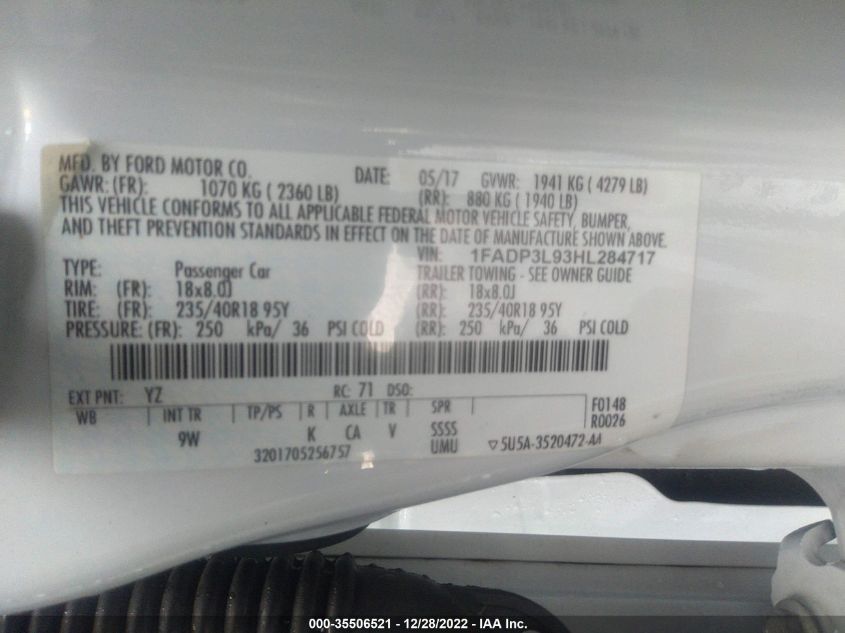 MFD. BY FORD MOTOR CO. DATE: 05/17 GVWR: 1941 KG ( 4279 LB)
GAWR: (FR): 1070 KG ( 2360 LB) (RR): 880 KG ( 1940 LB)
THIS VEHICLE CONFORMS TO ALL APPLICABLE FEDERAL MOTOR VEHICLE SAFETY, BUMPER,
AND THEFT PREVENTION STANDARDS IN EFFECT ON THE DATE OF MANUFACTURE SHOWN ABOVE.
VIN: 1FADP3L93HL284717
TYPE: Passenger Car TRAILER TOWING - SEE OWNER GUIDE
RIM: (FR): 18x8.0J (RR): 18x8.0J
TIRE: (FR): 235/40R18 95Y (RR): 235/40R18 95Y
PRESSURE: (FR): 250 kPa/ 36 PSI COLD (RR): 250 kPa/ 36 PSI COLD
EXT PNT: YZ RC: 71 DSO:
WB INT TR TP/PS R AXLE TR SPR F0148
R0026
9W K CA V SSSS
3201705256757 UMU ▽5U5A-3520472-AA
000-35506521 - 12/28/2022 - IAA Inc.